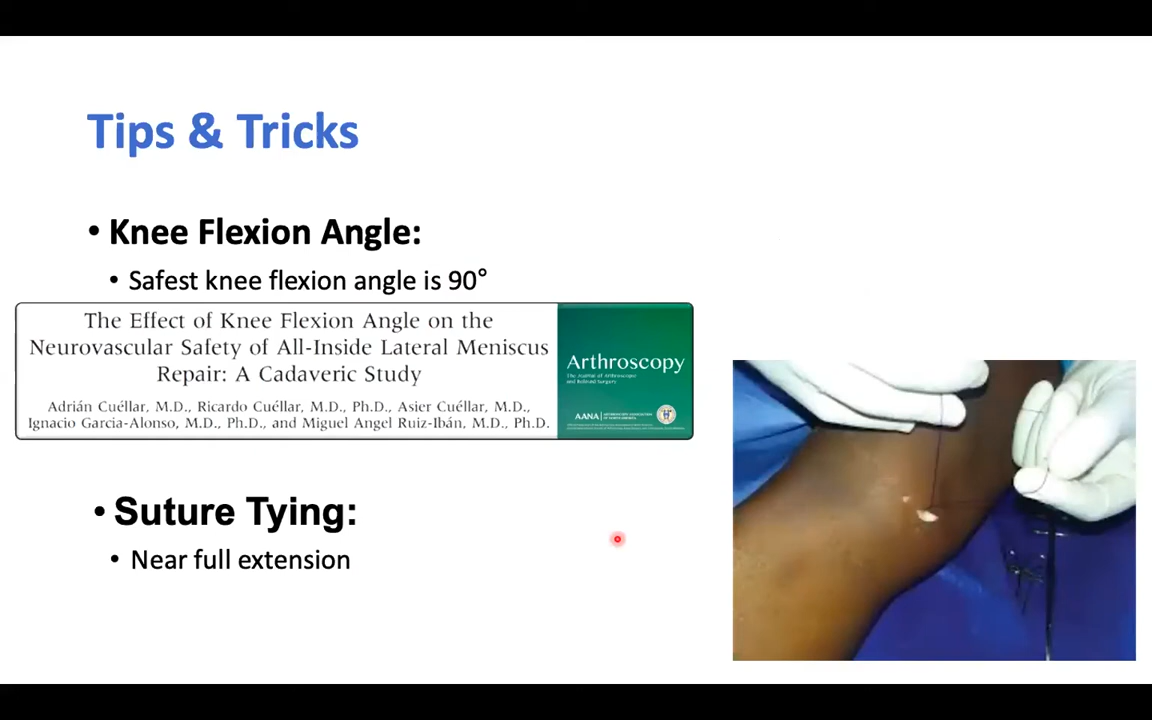 Tips & Tricks
• Knee Flexion Angle:
• Safest knee flexion angle is 90°
The Effect of Knee Flexion Angle on the
Neurovascular Safety of All-Inside Lateral Meniscus
Repair: A Cadaveric Study
Adrián Cuéllar, M.D., Ricardo Cuéllar, M.D., Ph.D., Asier Cuéllar, M.D.,
Ignacio Garcia-Alonso, M.D., Ph.D., and Miguel Angel Ruiz-Ibán, M.D., Ph.D.
Arthroscopy
The Journal of Arthroscopic
and Related Surgery
AANA
• Suture Tying:
• Near full extension